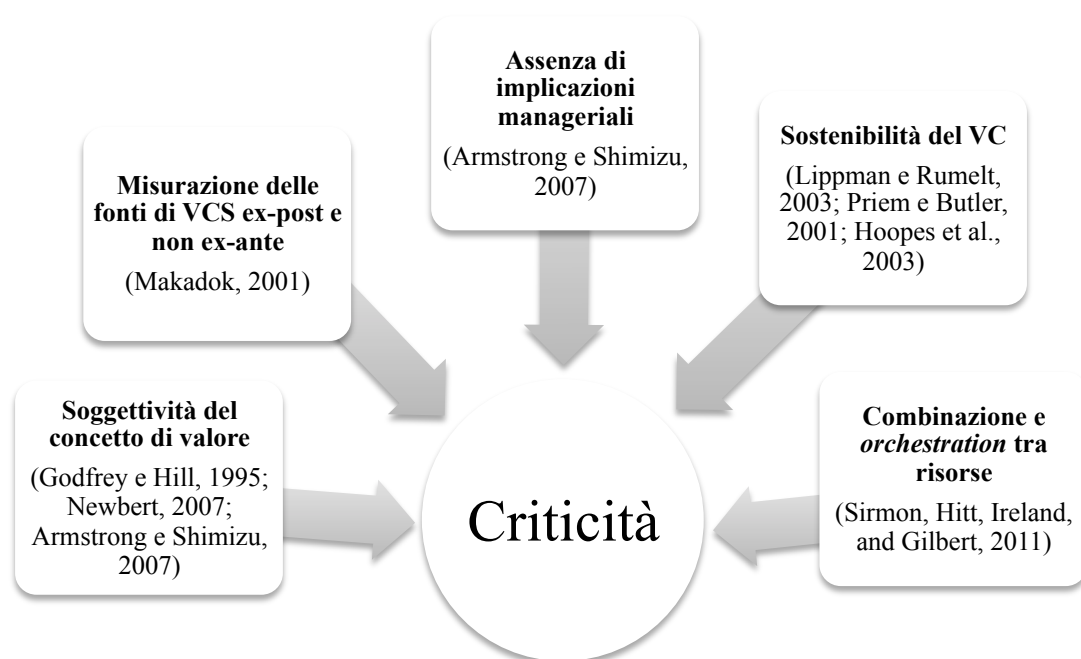 Assenza di
implicazioni
manageriali
(Armstrong e Shimizu,
2007)
Misurazione delle
fonti di VCS ex-post e
non ex-ante
(Makadok, 2001)
Sostenibilità del VC
(Lippman e Rumelt,
2003; Priem e Butler,
2001; Hoopes et al.,
2003)
Soggettività del
concetto di valore
(Godfrey e Hill, 1995;
Newbert, 2007;
Armstrong e Shimizu,
2007)
Combinazione e
orchestration tra
risorse
(Sirmon, Hitt, Ireland,
and Gilbert, 2011)
Criticità